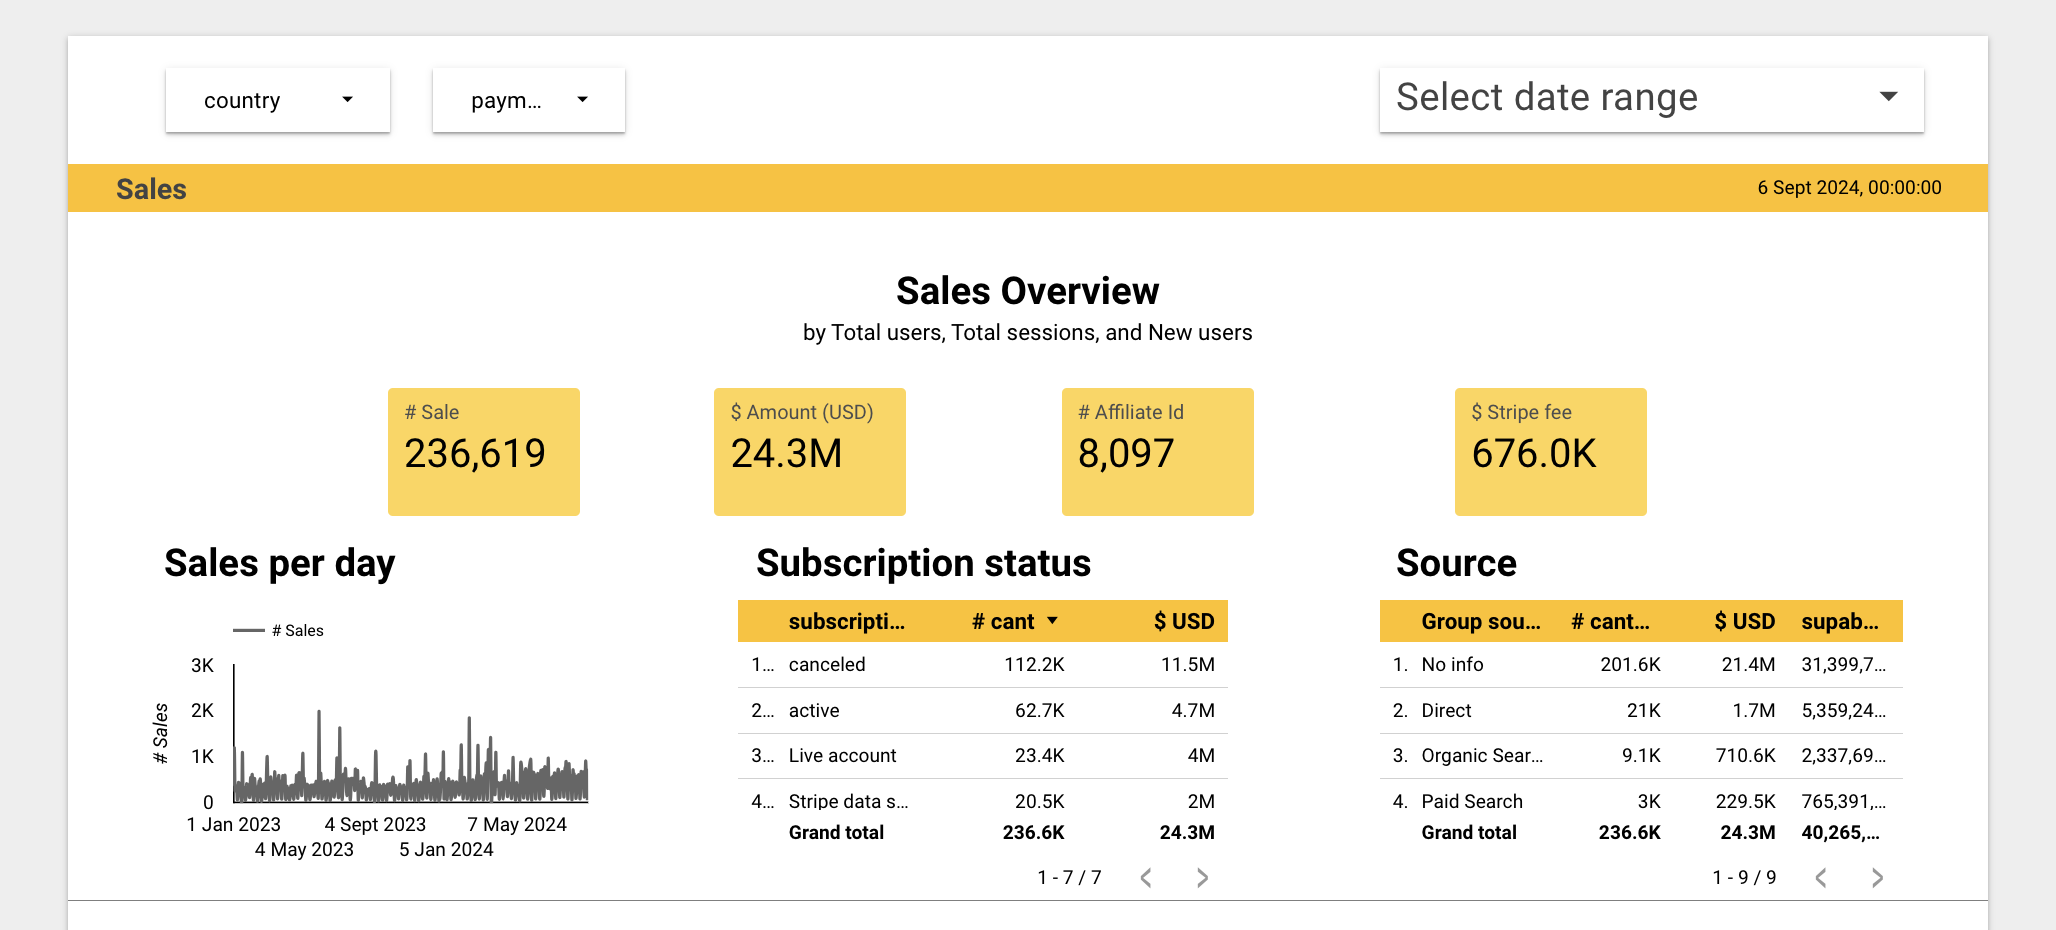 country
paym...
Select date range
Sales
6 Sept 2024, 00:00:00
Sales Overview
by Total users, Total sessions, and New users
# Sale
236,619
$ Amount (USD)
24.3M
# Affiliate Id
8,097
$ Stripe fee
676.0K
Sales per day
# Sales
3K
2K
1K
0
# Sales
1 Jan 2023
4 May 2023
4 Sept 2023
5 Jan 2024
7 May 2024
Subscription status
subscripti... # cant $ USD
1... canceled 112.2K 11.5M
2... active 62.7K 4.7M
3... Live account 23.4K 4M
4... Stripe data s... 20.5K 2M
Grand total 236.6K 24.3M
1 - 7 / 7
Source
Group sou... # cant... $ USD supab...
1. No info 201.6K 21.4M 31,399,7...
2. Direct 21K 1.7M 5,359,24...
3. Organic Sear... 9.1K 710.6K 2,337,69...
4. Paid Search 3K 229.5K 765,391,...
Grand total 236.6K 24.3M 40,265,...
1 - 9 / 9